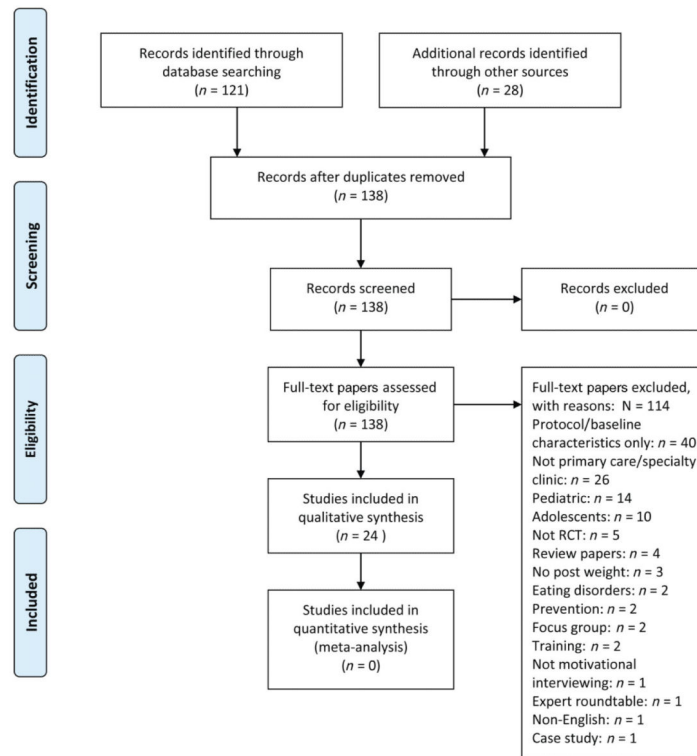 Identification
Records identified through
database searching
(n = 121)
Additional records identified
through other sources
(n = 28)
Records after duplicates removed
(n = 138)
Screening
Records screened
(n = 138)
Records excluded
(n = 0)
Eligibility
Full-text papers assessed
for eligibility
(n = 138)
Full-text papers excluded,
with reasons: N = 114
Protocol/baseline
characteristics only: n = 40
Not primary care/specialty
clinic: n = 26
Pediatric: n = 14
Adolescents: n = 10
Not RCT: n = 5
Review papers: n = 4
No post weight: n = 3
Eating disorders: n = 2
Prevention: n = 2
Focus group: n = 2
Training: n = 2
Not motivational
interviewing: n = 1
Expert roundtable: n = 1
Non-English: n = 1
Case study: n = 1
Studies included in
qualitative synthesis
(n = 24 )
Included
Studies included in
quantitative synthesis
(meta-analysis)
(n = 0)